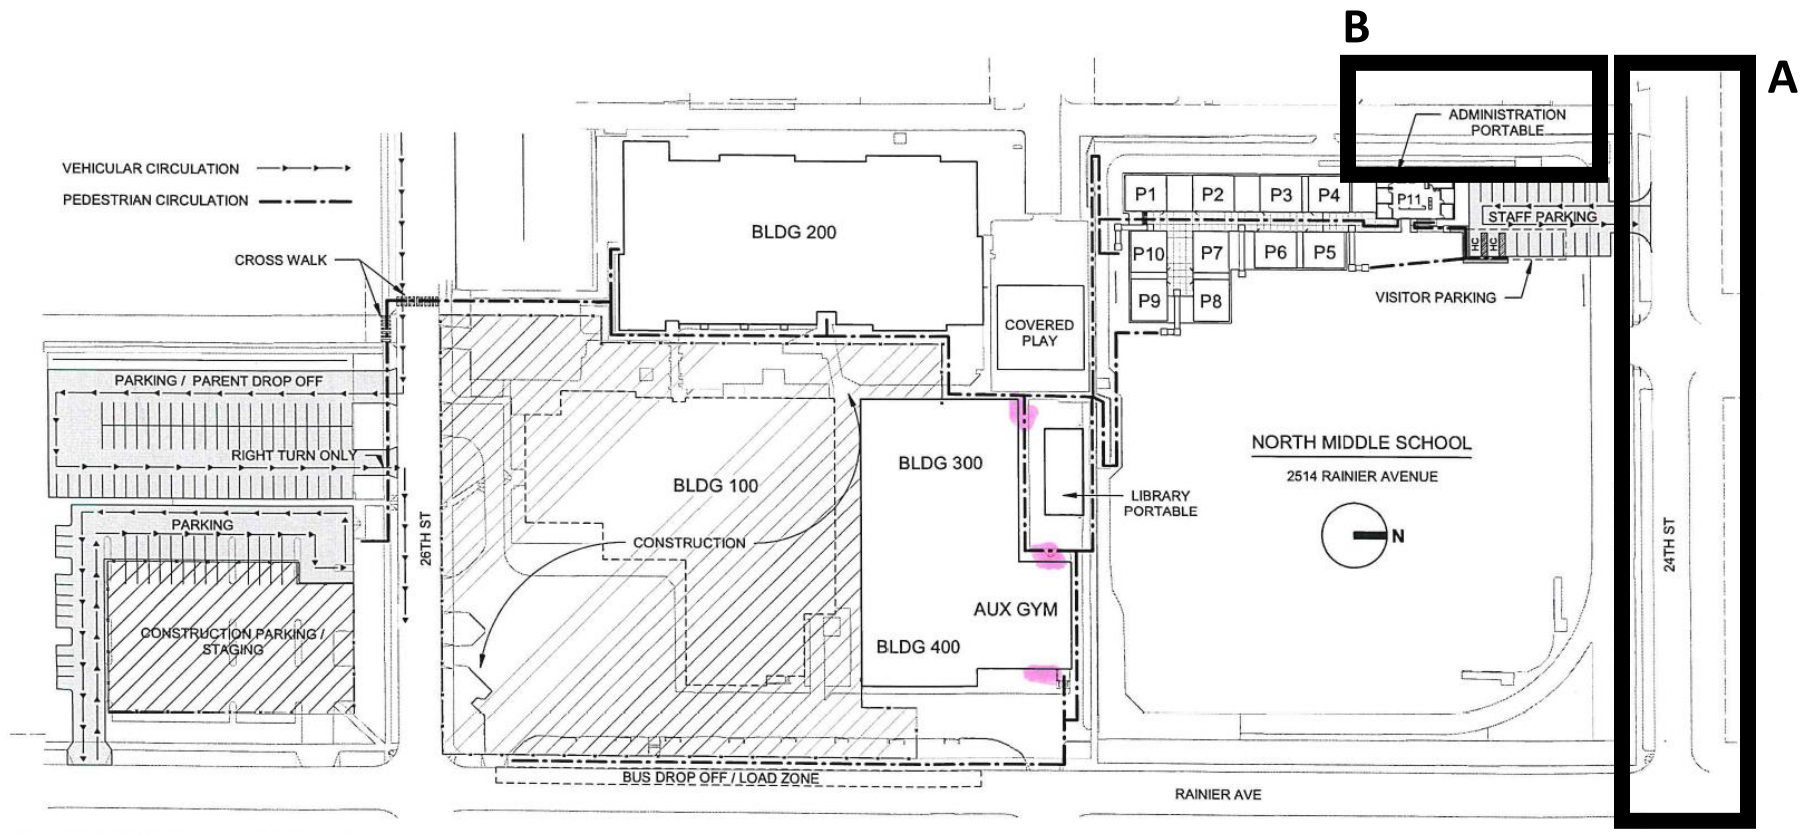 B
A
ADMINISTRATION
PORTABLE
VEHICULAR CIRCULATION
PEDESTRIAN CIRCULATION
P1
P2
P3
P4
P11
STAFF PARKING
BLDG 200
P10
P7
P6
P5
HC
HC
CROSS WALK
VISITOR PARKING
P9
P8
COVERED
PLAY
PARKING / PARENT DROP OFF
RIGHT TURN ONLY
NORTH MIDDLE SCHOOL
2514 RAINIER AVENUE
BLDG 300
BLDG 100
LIBRARY
PORTABLE
PARKING
26TH ST
CONSTRUCTION
N
24TH ST
AUX GYM
CONSTRUCTION PARKING /
STAGING
BLDG 400
BUS DROP OFF / LOAD ZONE
RAINIER AVE